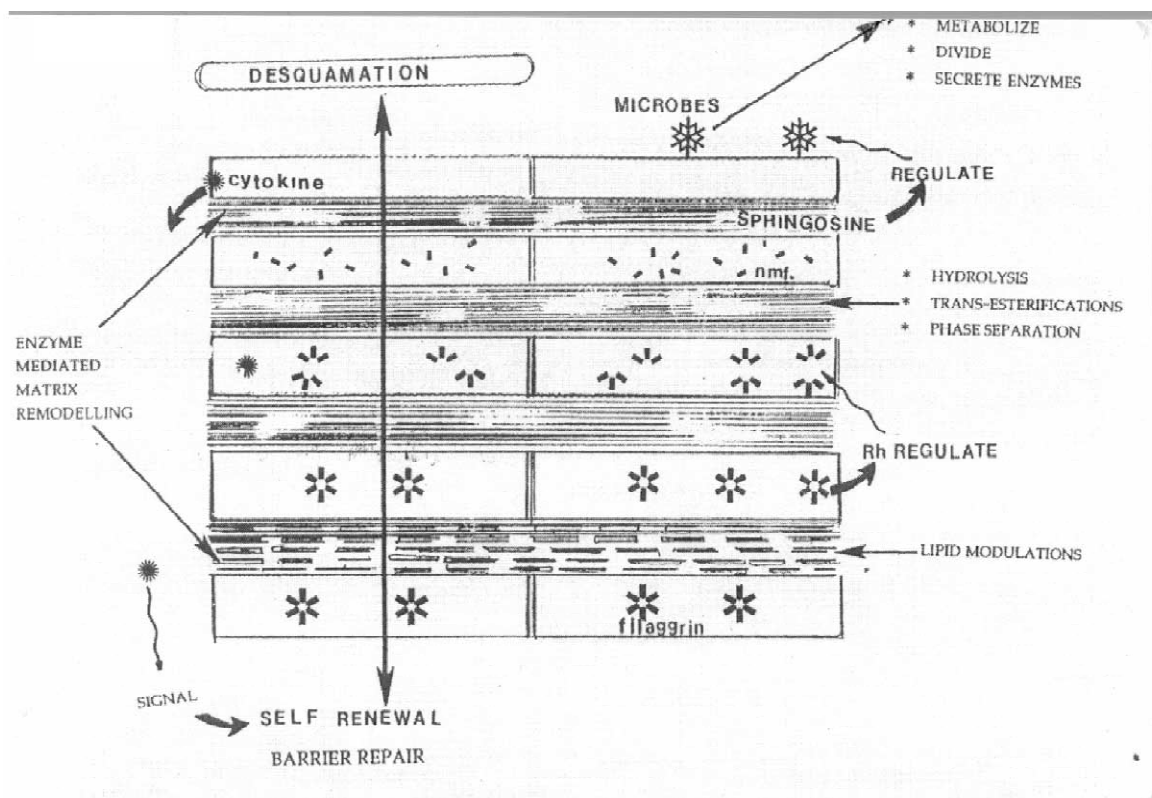 * METABOLIZE
* DIVIDE
* SECRETE ENZYMES
DESQUAMATION
MICROBES
cytokine
REGULATE
SPHINGOSINE
nmf.
* HYDROLYSIS
* TRANS-ESTERIFICATIONS
* PHASE SEPARATION
ENZYME
MEDIATED
MATRIX
REMODELLING
Rh REGULATE
LIPID MODULATIONS
filaggrin
SIGNAL
SELF RENEWAL
BARRIER REPAIR